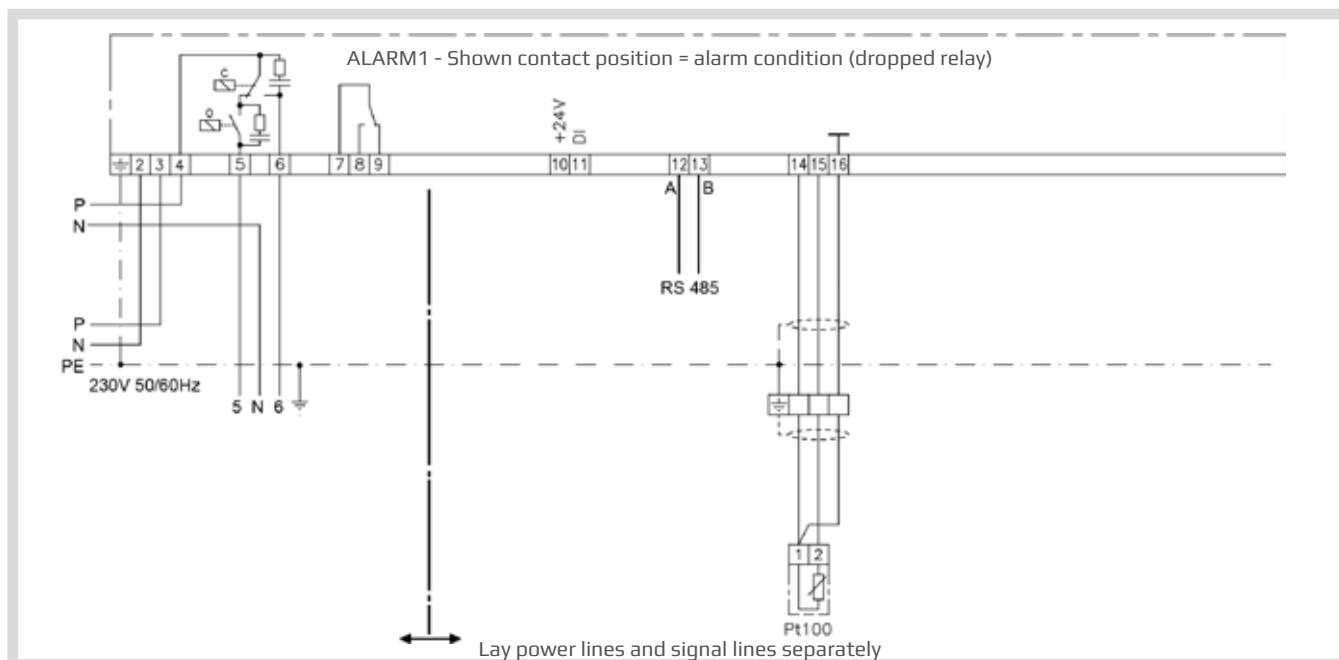 ALARM1 - Shown contact position = alarm condition (dropped relay)
C
O
+24V
DI
2 3 4 5 6 7 8 9 10 11 12 13 14 15 16
A B
P
N
RS 485
P
N
PE
230V 50/60Hz
5 N 6
1 2
Pt100
Lay power lines and signal lines separately